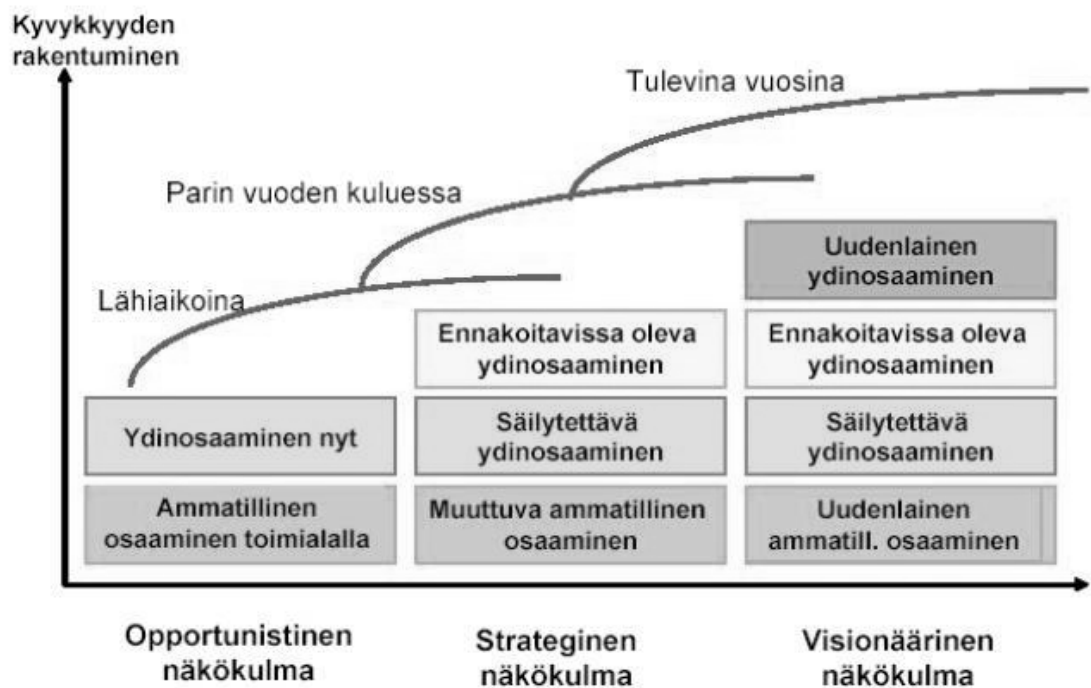 Kyvykkyyden
rakentuminen
Tulevina vuosina
Parin vuoden kuluessa
Lähiaikoina
Uudenlainen
ydinosaaminen
Ennakoitavissa oleva
ydinosaaminen
Ennakoitavissa oleva
ydinosaaminen
Ydinosaaminen nyt
Säilytettävä
ydinosaaminen
Säilytettävä
ydinosaaminen
Ammatillinen
osaaminen toimialalla
Muuttuva ammatillinen
osaaminen
Uudenlainen
ammatill. osaaminen
Opportunistinen
näkökulma
Strateginen
näkökulma
Visionäärinen
näkökulma